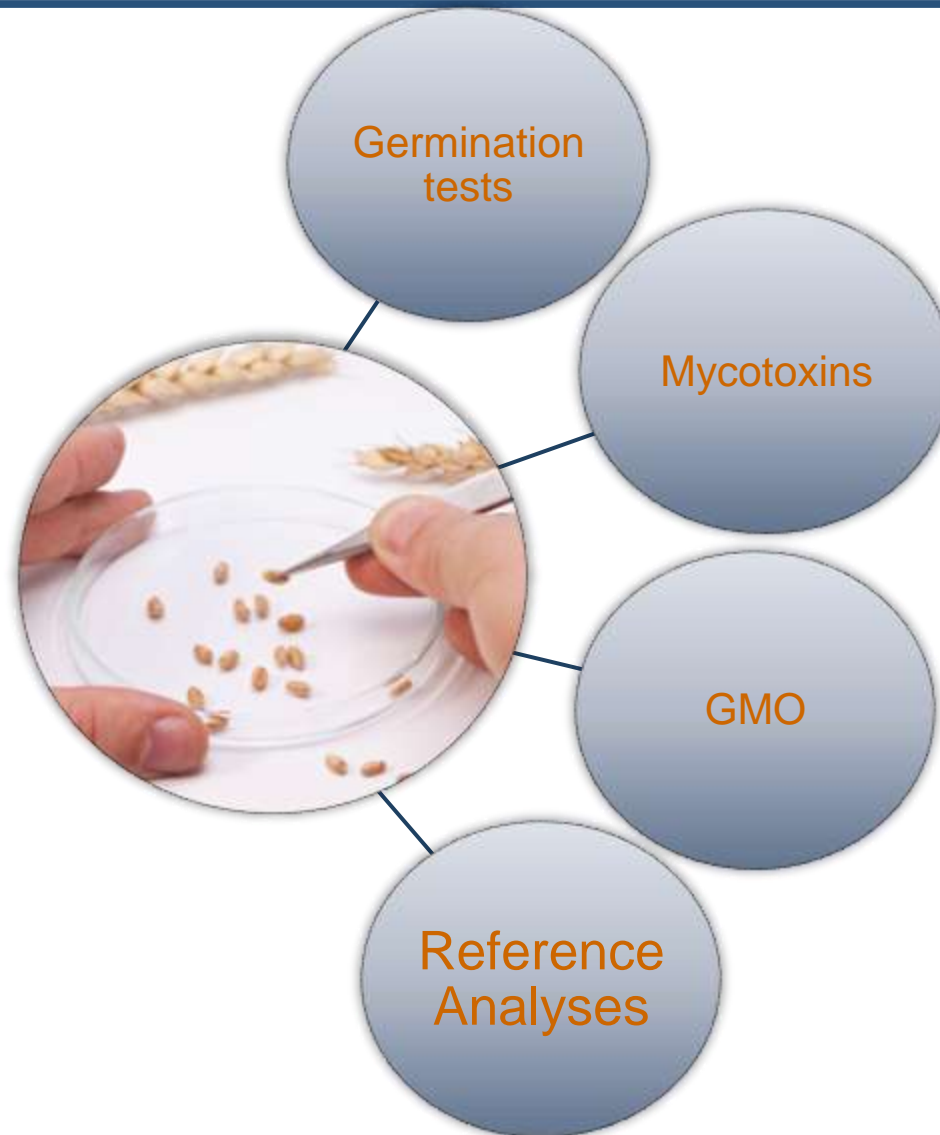 Germination
tests
Mycotoxins
GMO
Reference
Analyses